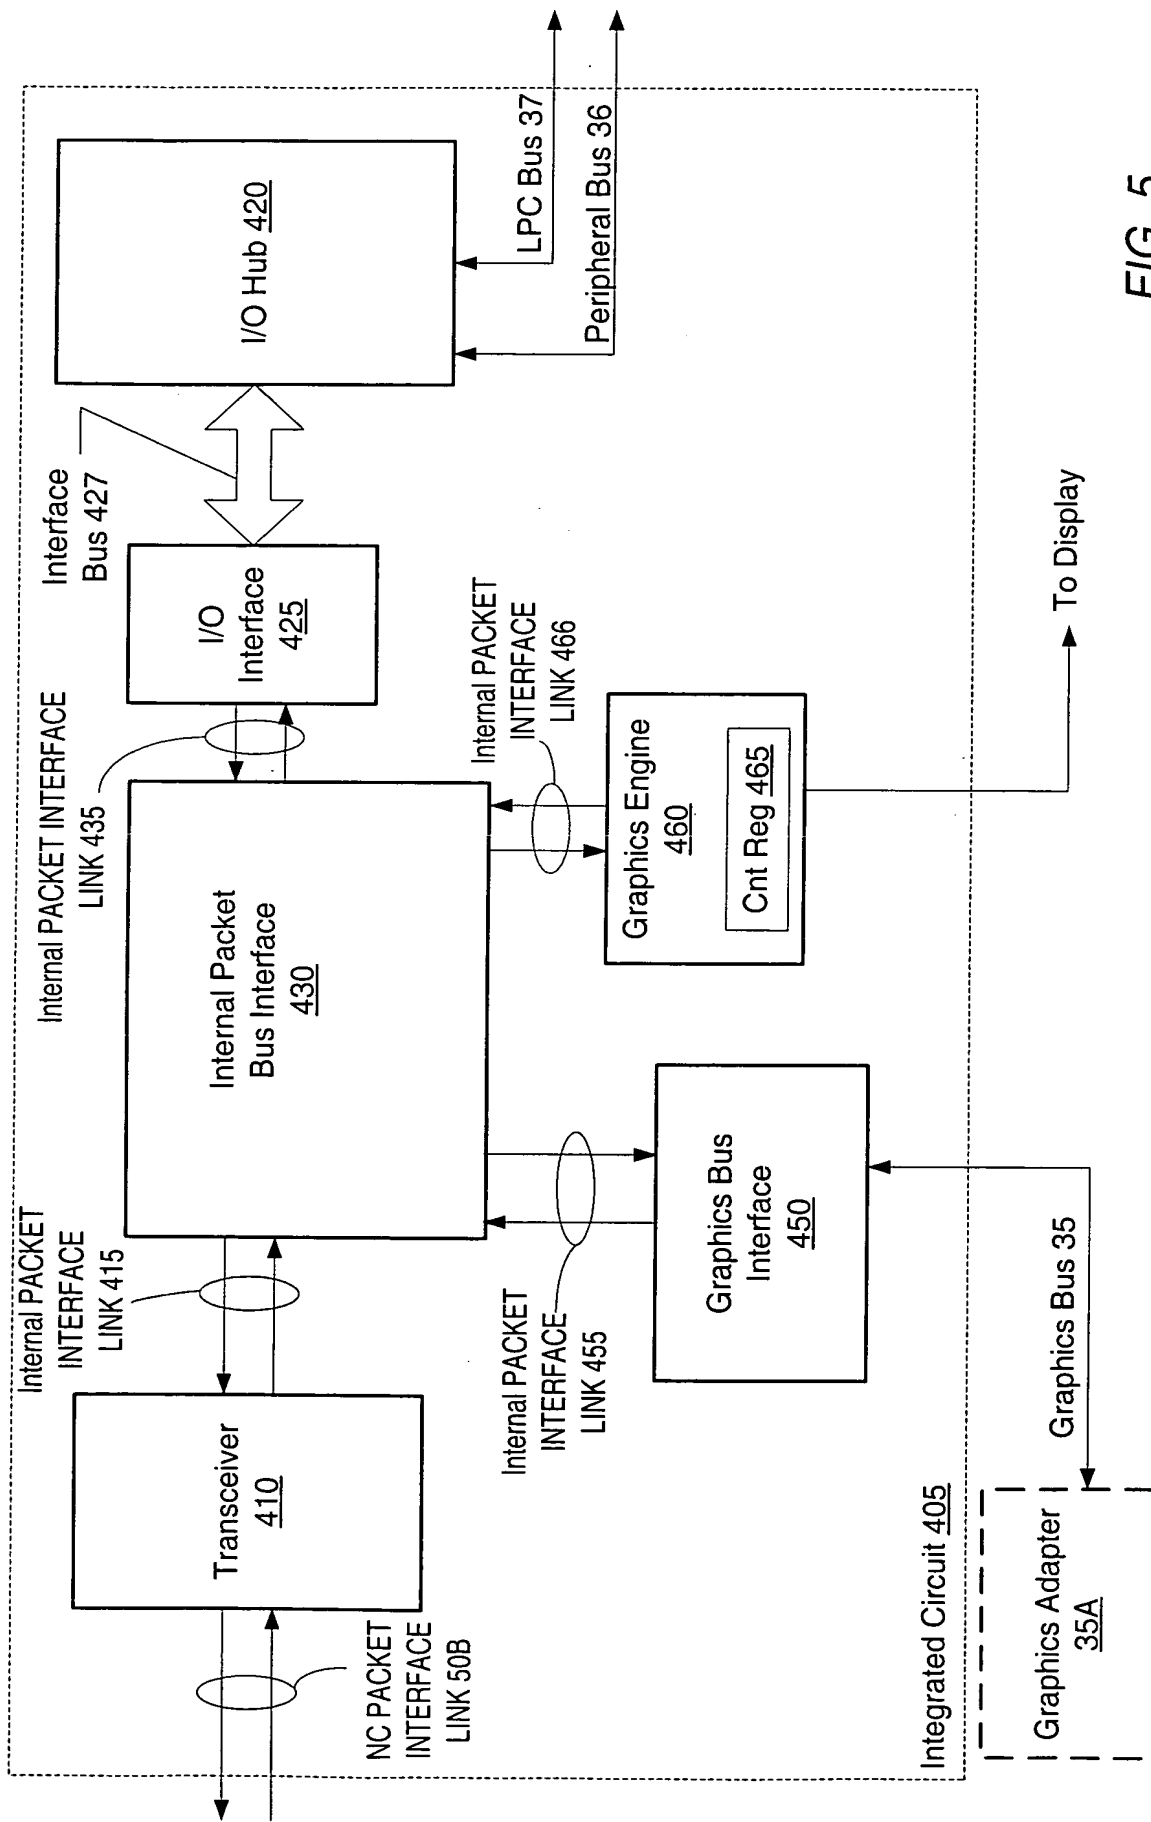 NC PACKET
INTERFACE
LINK 50B
Transceiver
410
Internal PACKET
INTERFACE
LINK 415
Internal Packet
Bus Interface
430
Internal PACKET INTERFACE
LINK 435
I/O
Interface
425
Interface
Bus 427
I/O Hub 420
LPC Bus 37
Peripheral Bus 36
Internal PACKET
INTERFACE
LINK 455
Graphics Bus
Interface
450
Internal PACKET
INTERFACE
LINK 466
Graphics Engine
460
Cnt Reg 465
To Display
Integrated Circuit 405
Graphics Adapter
35A
Graphics Bus 35
FIG. 5